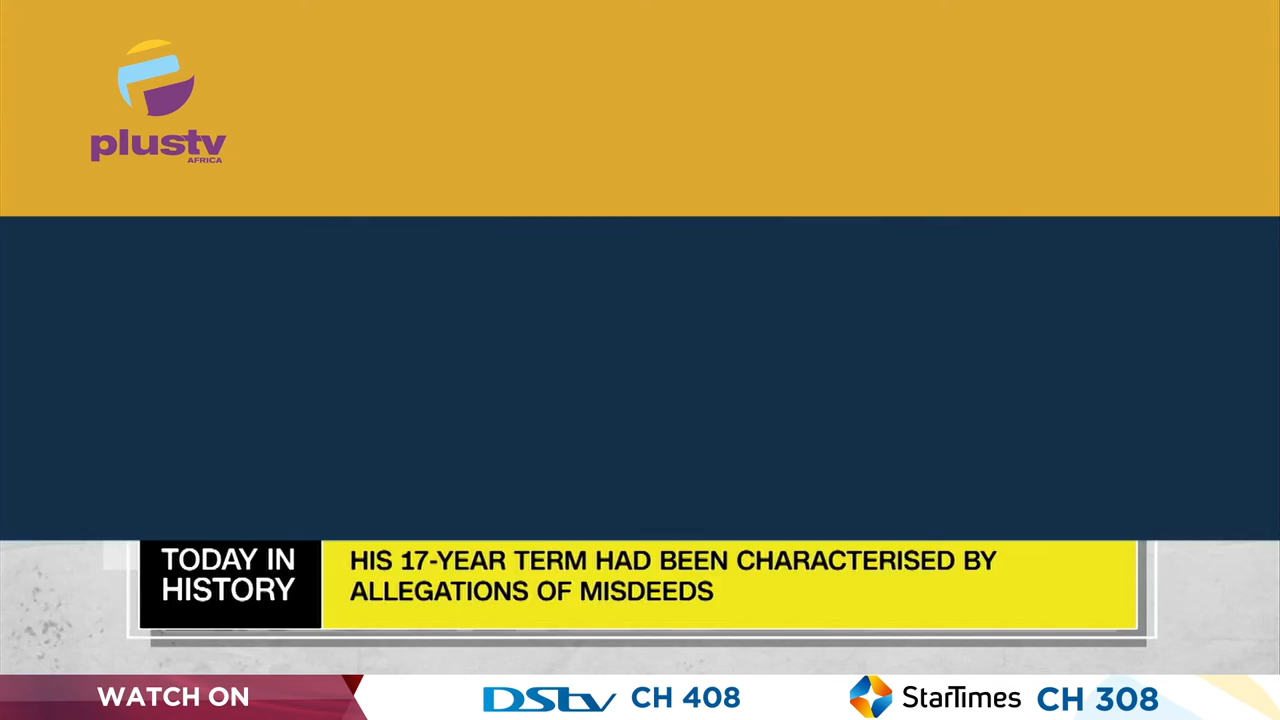 plustv
AFRICA
TODAY IN
HISTORY
HIS 17-YEAR TERM HAD BEEN CHARACTERISED BY
ALLEGATIONS OF MISDEEDS
WATCH ON
DStv CH 408
StarTimes CH 308